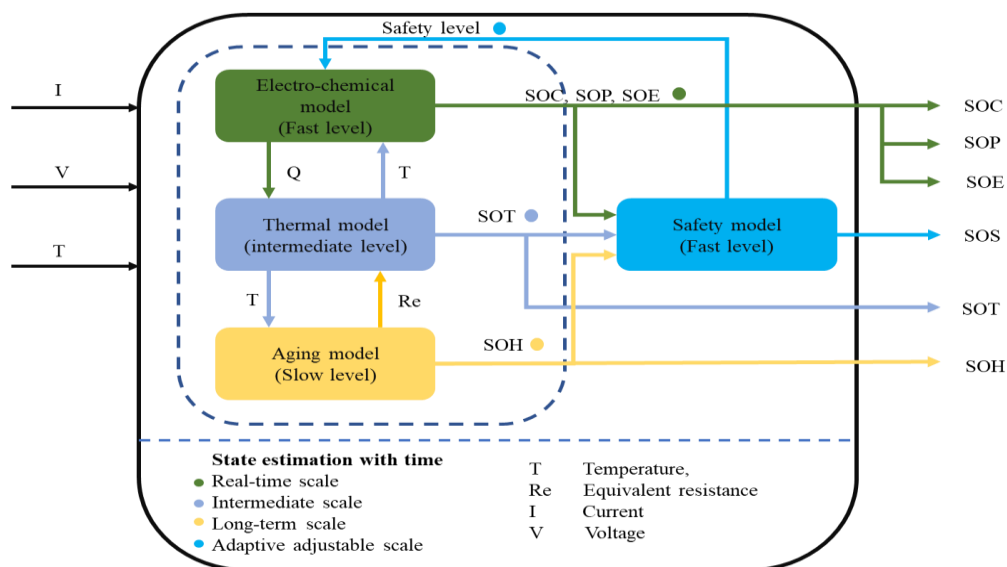 Safety level
I
V
T
Electro-chemical
model
(Fast level)
SOC, SOP, SOE
Q
T
Thermal model
(intermediate level)
SOT
Safety model
(Fast level)
T
Re
Aging model
(Slow level)
SOH
SOC
SOP
SOE
SOS
SOT
SOH
State estimation with time
Real-time scale
Intermediate scale
Long-term scale
Adaptive adjustable scale
T Temperature,
Re Equivalent resistance
I Current
V Voltage